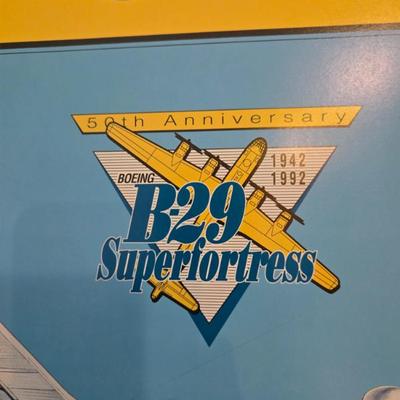 50th Anniversary
1942
1992
BOEING
B-29
Superfortress